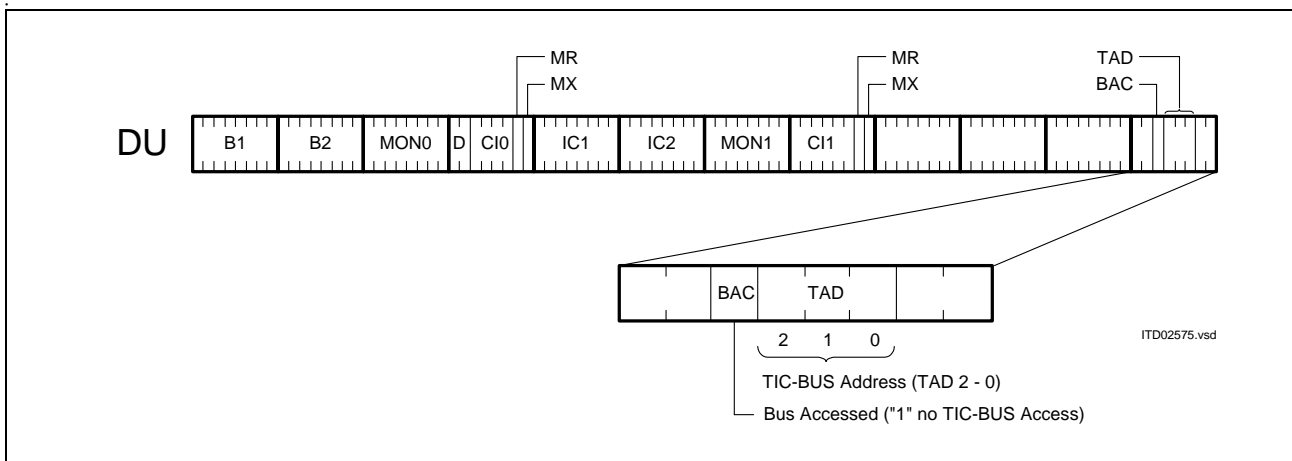 MR
MX
MR
MX
TAD
BAC
DU
B1 B2 MON0 D CI0 IC1 IC2 MON1 CI1
BAC TAD
2 1 0
ITD02575.vsd
TIC-BUS Address (TAD 2 - 0)
Bus Accessed ("1" no TIC-BUS Access)